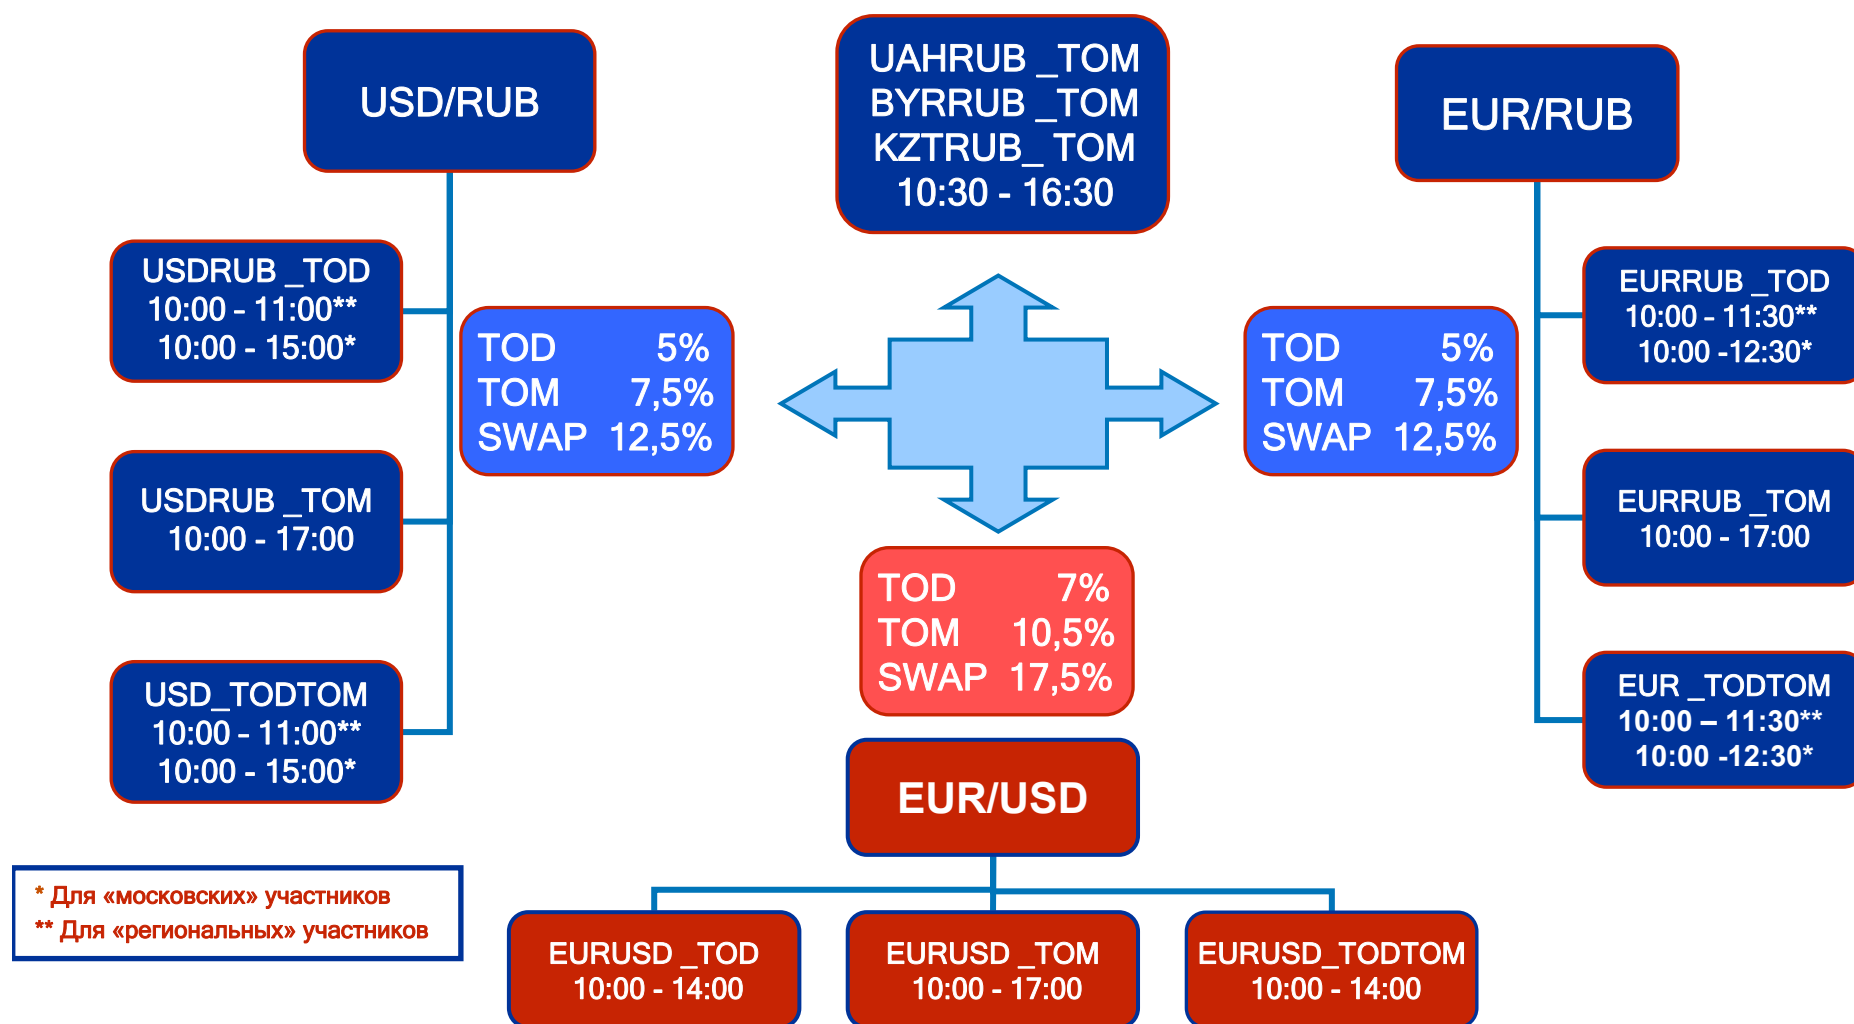 USD/RUB
USDRUB _TOD
10:00 - 11:00**
10:00 - 15:00*
USDRUB _TOM
10:00 - 17:00
USD_TODTOM
10:00 - 11:00**
10:00 - 15:00*
TOD 5%
TOM 7,5%
SWAP 12,5%
UAHRUB _TOM
BYRRUB _TOM
KZTRUB_ TOM
10:30 - 16:30
EUR/RUB
TOD 5%
TOM 7,5%
SWAP 12,5%
EURRUB _TOD
10:00 - 11:30**
10:00 -12:30*
EURRUB _TOM
10:00 - 17:00
EUR _TODTOM
10:00 – 11:30**
10:00 -12:30*
TOD 7%
TOM 10,5%
SWAP 17,5%
EUR/USD
EURUSD _TOD
10:00 - 14:00
EURUSD _TOM
10:00 - 17:00
EURUSD_TODTOM
10:00 - 14:00
* Для «московских» участников
** Для «региональных» участников